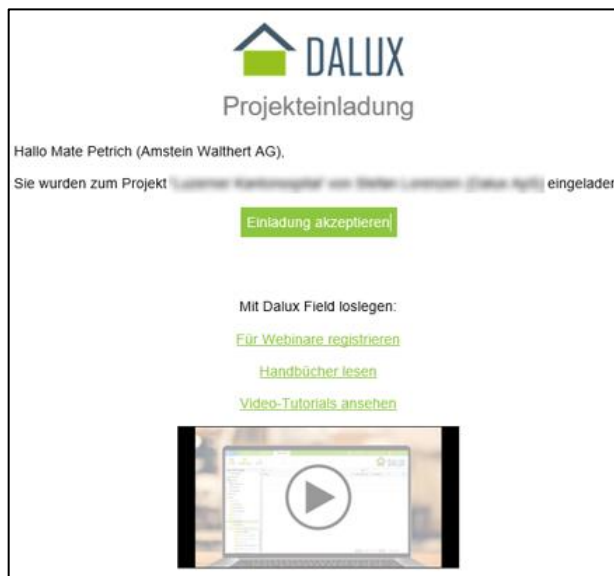 DALUX
Projekteinladung
Hallo Mate Petrich (Amstein Walthert AG),
Sie wurden zum Projekt eingeladen
Einladung akzeptieren
Mit Dalux Field loslegen:
Für Webinare registrieren
Handbücher lesen
Video-Tutorials ansehen
DALUX